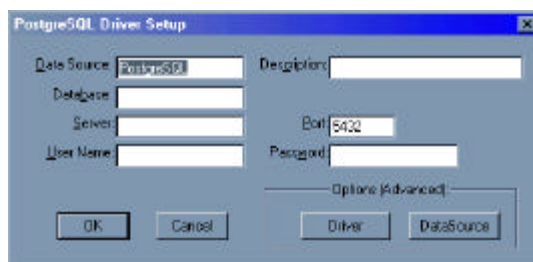 PostgreSQL Driver Setup
Data Source: PostgreSQL
Description:
Database:
Server:
Port: 5432
User Name:
Password:
Options (Advanced):
OK
Cancel
Driver
DataSource